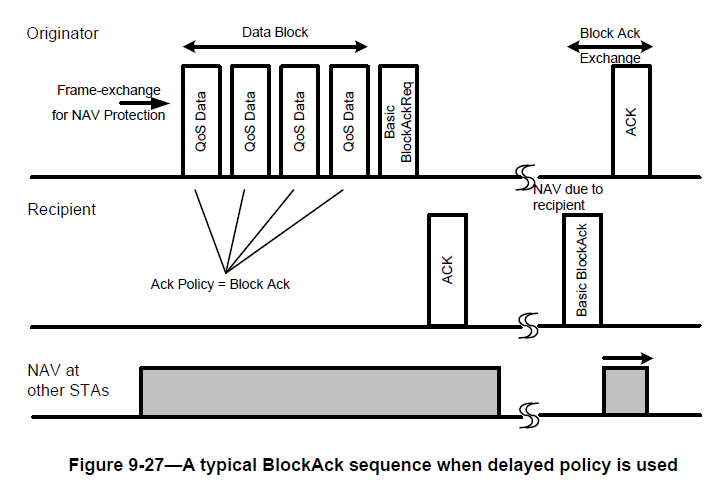 Originator
Data Block
Block Ack
Exchange
Frame-exchange
for NAV Protection
QoS Data
QoS Data
QoS Data
QoS Data
Basic
BlockAckReq
ACK
NAV due to
recipient
Recipient
Ack Policy = Block Ack
ACK
Basic BlockAck
NAV at
other STAs
Figure 9-27—A typical BlockAck sequence when delayed policy is used